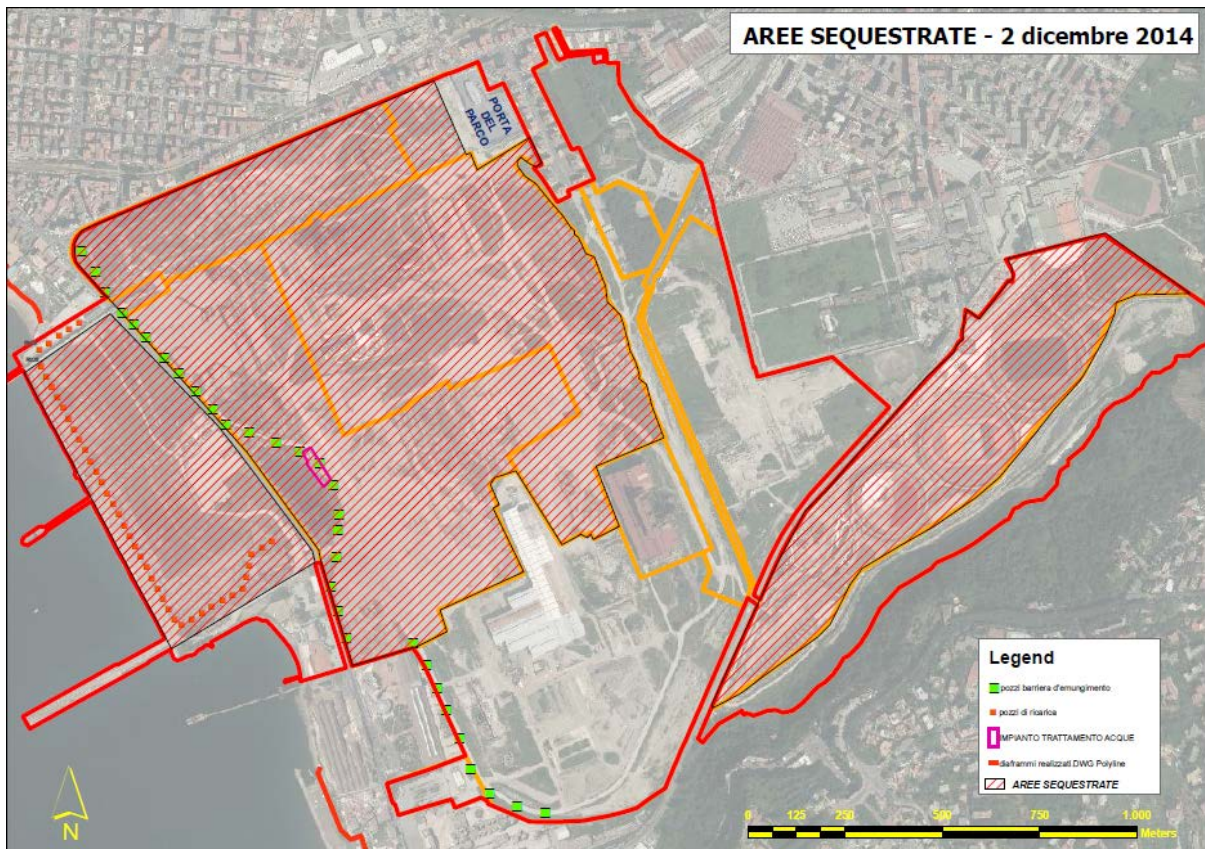 AREE SEQUESTRATE - 2 dicembre 2014
PORTA
DEL
PARCO
Legend
pozzi barriera d'emungimento
pozzi di ricarica
IMPIANTO TRATTAMENTO ACQUE
diaframmi realizzati.DWG Polyline
AREE SEQUESTRATE
N
0 125 250 500 750 1.000
Meters